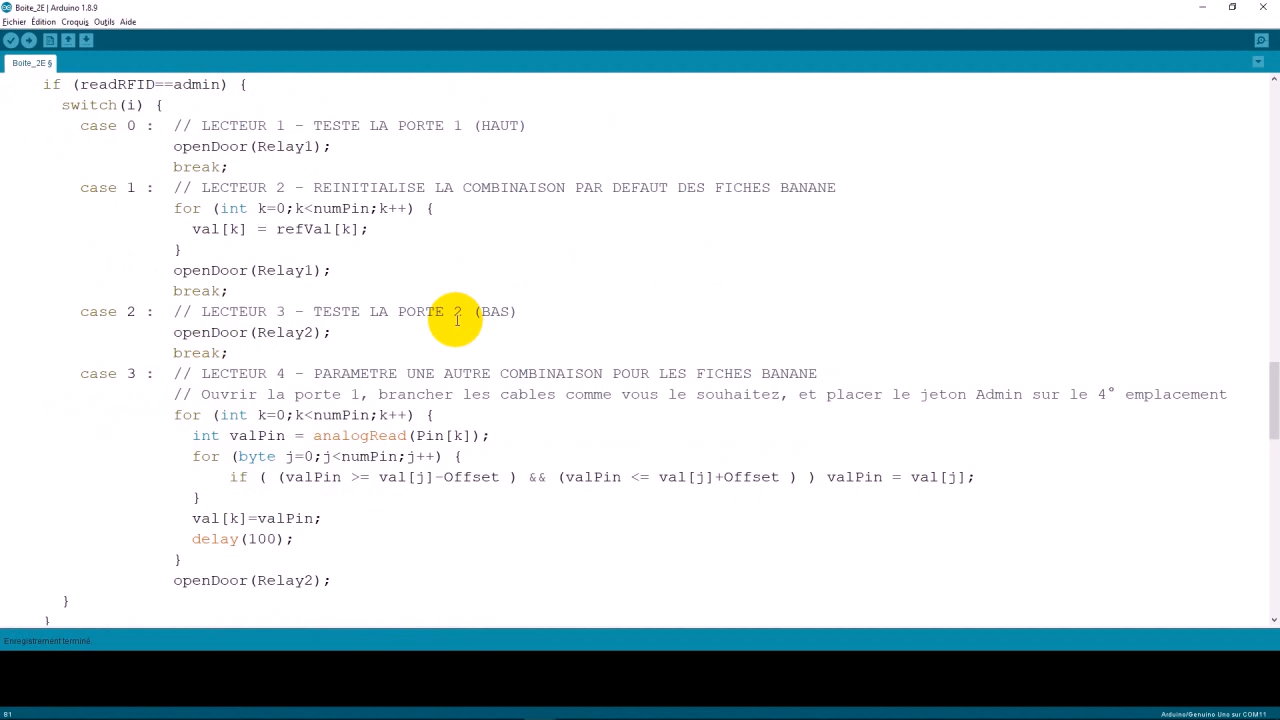 Boite_2E | Arduino 1.8.9
Fichier Édition Croquis Outils Aide
Boite_2E §
if (readRFID==admin) {
switch(i) {
case 0 : // LECTEUR 1 - TESTE LA PORTE 1 (HAUT)
openDoor(Relay1);
break;
case 1 : // LECTEUR 2 - REINITIALISE LA COMBINAISON PAR DEFAUT DES FICHES BANANE
for (int k=0;k<numPin;k++) {
val[k] = refVal[k];
}
openDoor(Relay1);
break;
case 2 : // LECTEUR 3 - TESTE LA PORTE 2 (BAS)
openDoor(Relay2);
break;
case 3 : // LECTEUR 4 - PARAMETRE UNE AUTRE COMBINAISON POUR LES FICHES BANANE
// Ouvrir la porte 1, brancher les cables comme vous le souhaitez, et placer le jeton Admin sur le 4° emplacement
for (int k=0;k<numPin;k++) {
int valPin = analogRead(Pin[k]);
for (byte j=0;j<numPin;j++) {
if ( (valPin >= val[j]-Offset ) && (valPin <= val[j]+Offset ) ) valPin = val[j];
}
val[k]=valPin;
delay(100);
}
openDoor(Relay2);
}
}
Enregistrement terminé.
81
Arduino/Genuino Uno sur COM11